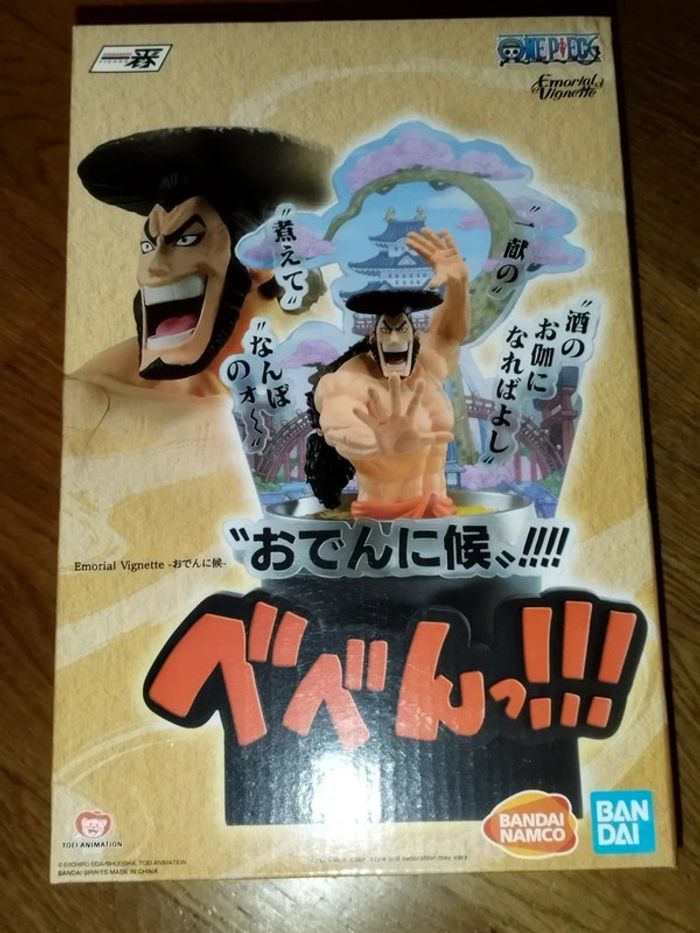 一番
ONE PIECE
Emorial
Vignette
"煮えて"
"なんぼ
のォ~"
"一献の"
"酒の
お伽に
なればよし"
"おでんに候"!!!!
Emorial Vignette -おでんに候-
べべんっ!!!
TOEI ANIMATION
BANDAI
NAMCO
BAN
DAI
BANDAI SPIRITS MADE IN CHINA